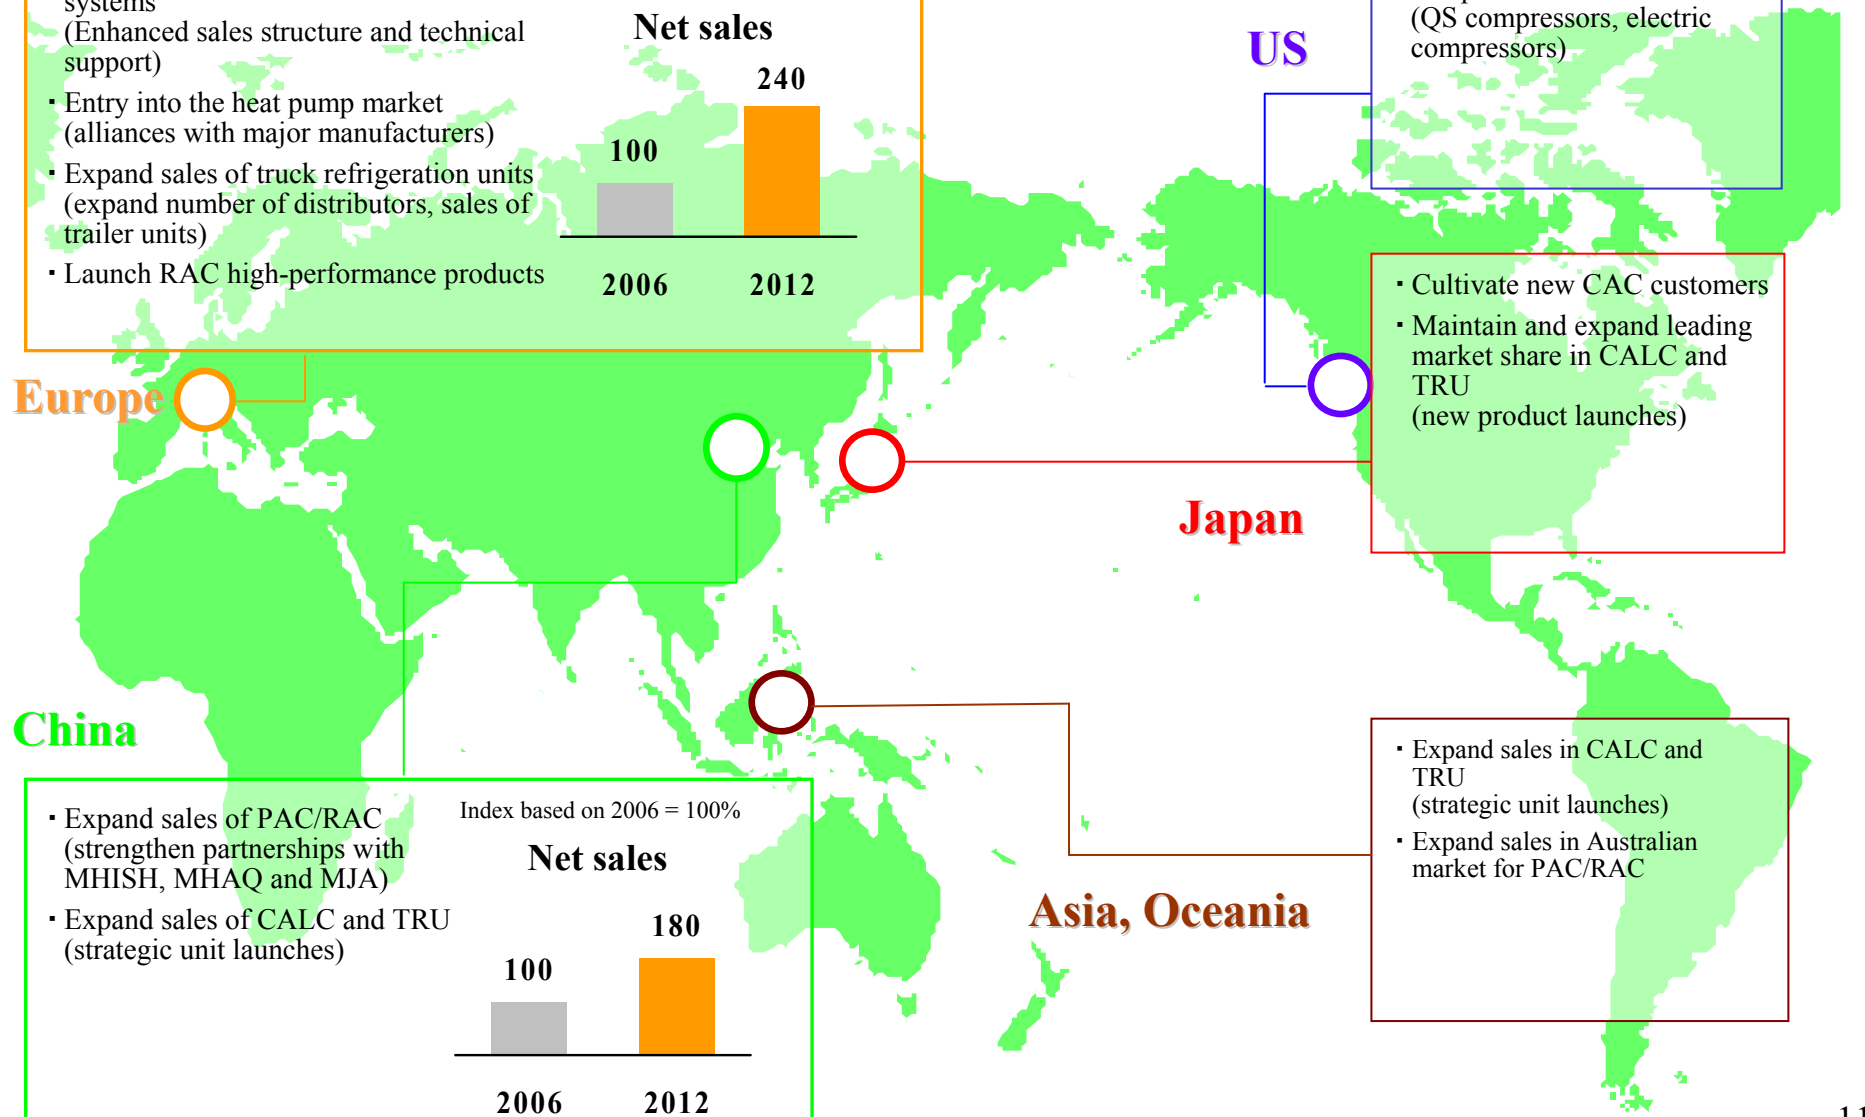 systems
(Enhanced sales structure and technical
support)
▪ Entry into the heat pump market
(alliances with major manufacturers)
▪ Expand sales of truck refrigeration units
(expand number of distributors, sales of
trailer units)
▪ Launch RAC high-performance products
Net sales
240
100
2006
2012
US
(QS compressors, electric
compressors)
▪ Cultivate new CAC customers
▪ Maintain and expand leading
market share in CALC and
TRU
(new product launches)
Europe
Japan
China
▪ Expand sales of PAC/RAC
(strengthen partnerships with
MHISH, MHAQ and MJA)
▪ Expand sales of CALC and TRU
(strategic unit launches)
Index based on 2006 = 100%
Net sales
180
100
2006
2012
Asia, Oceania
▪ Expand sales in CALC and
TRU
(strategic unit launches)
▪ Expand sales in Australian
market for PAC/RAC